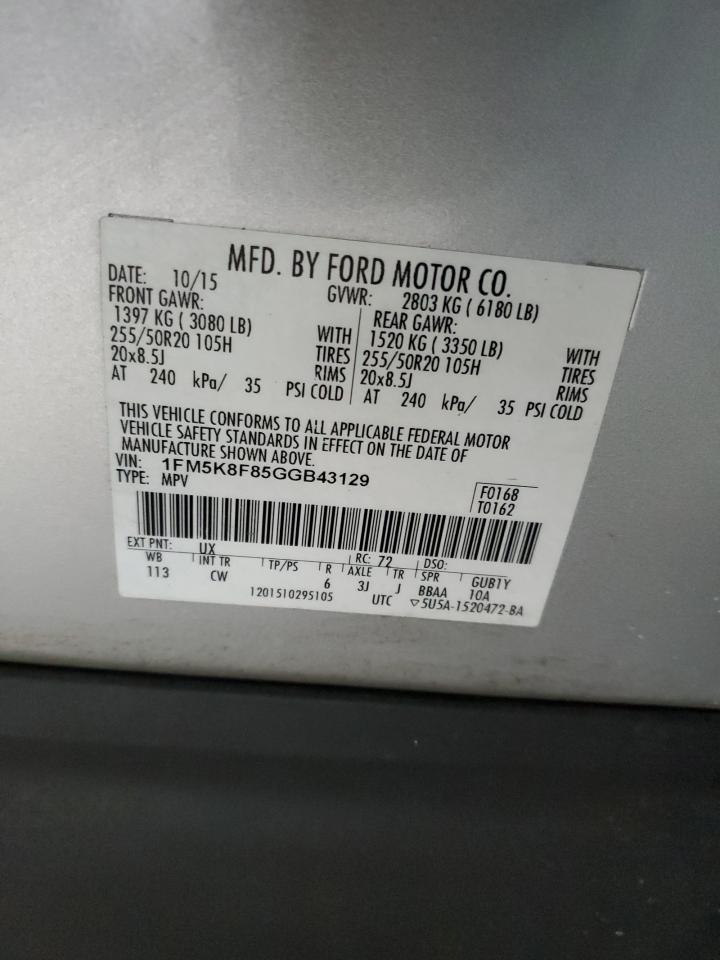 MFD. BY FORD MOTOR CO.
DATE: 10/15 GVWR: 2803 KG ( 6180 LB)
FRONT GAWR: REAR GAWR:
1397 KG ( 3080 LB) WITH 1520 KG ( 3350 LB) WITH
255/50R20 105H TIRES 255/50R20 105H TIRES
20x8.5J RIMS 20x8.5J RIMS
AT 240 kPa/ 35 PSI COLD AT 240 kPa/ 35 PSI COLD
THIS VEHICLE CONFORMS TO ALL APPLICABLE FEDERAL MOTOR
VEHICLE SAFETY STANDARDS IN EFFECT ON THE DATE OF
MANUFACTURE SHOWN ABOVE.
VIN: 1FM5K8F85GGB43129
TYPE: MPV
F0168
T0162
EXT PNT: UX RC: 72 DSO:
WB INT TR TP/PS R AXLE TR SPR GUB1Y
113 CW 6 3J J BBAA 10A
1201510295105 UTC ▽5U5A-1520472-BA